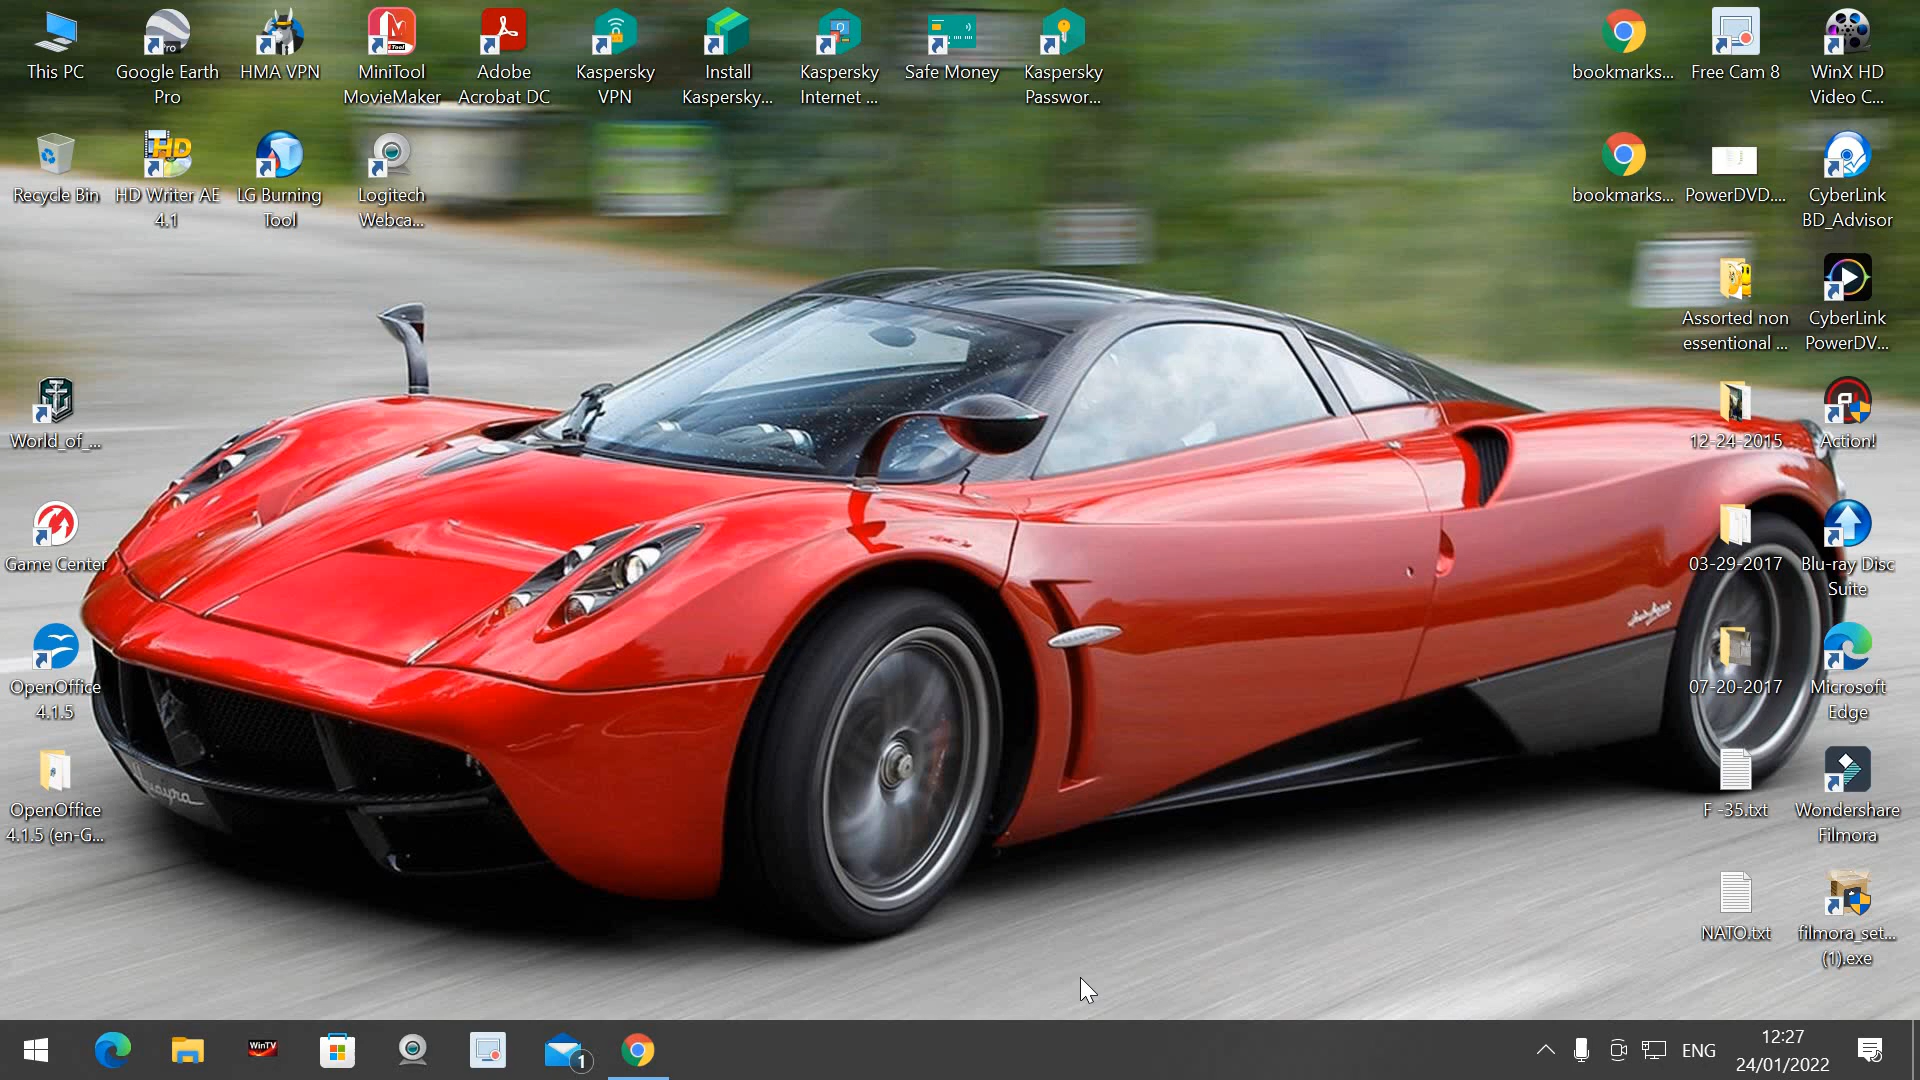 This PC
Google Earth
Pro
HMA VPN
MiniTool
MovieMaker
Adobe
Acrobat DC
Kaspersky
VPN
Install
Kaspersky...
Kaspersky
Internet ...
Safe Money
Kaspersky
Passwor...
bookmarks...
Free Cam 8
WinX HD
Video C...
Recycle Bin
HD Writer AE
4.1
LG Burning
Tool
Logitech
Webca...
bookmarks...
PowerDVD....
CyberLink
BD_Advisor
Assorted non
essentional ...
CyberLink
PowerDV...
World_of_...
12-24-2015
Action!
Game Center
03-29-2017
Blu-ray Disc
Suite
OpenOffice
4.1.5
07-20-2017
Microsoft
Edge
OpenOffice
4.1.5 (en-G...
F -35.txt
Wondershare
Filmora
NATO.txt
filmora_set...
(1).exe
WinTV
1
ENG
12:27
24/01/2022